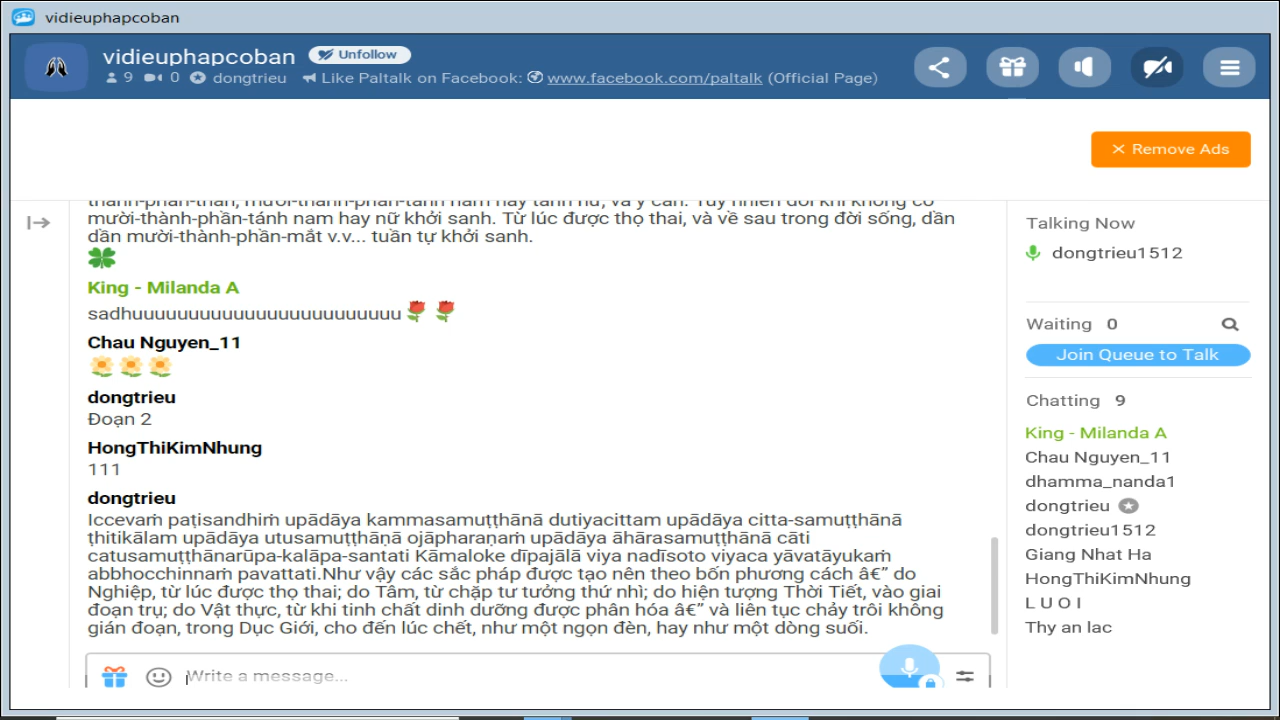 vidieuphapcoban
vidieuphapcoban Unfollow
9 0 dongtrieu Like Paltalk on Facebook: www.facebook.com/paltalk (Official Page)
Remove Ads
thành-phần-thân, mười-thành-phần-tánh nam hay tánh nữ, và ý căn. Tuy nhiên đôi khi không có
mười-thành-phần-tánh nam hay nữ khởi sanh. Từ lúc được thọ thai, và về sau trong đời sống, dần
dần mười-thành-phần-mắt v.v... tuần tự khởi sanh.
King - Milanda A
sadhuuuuuuuuuuuuuuuuuuuuuuuu
Chau Nguyen_11
dongtrieu
Đoạn 2
HongThiKimNhung
111
dongtrieu
Iccevaṁ paṭisandhiṁ upādāya kammasamuṭṭhānā dutiyacittam upādāya citta-samuṭṭhānā
ṭhitikālam upādāya utusamuṭṭhāṇa ojāpharaṇaṁ upādāya āhārasamuṭṭhānā cāti
catusamuṭṭhānarūpa-kalāpa-santati Kāmaloke dīpajālā viya nadīsoto viyaca yāvatāyukaṁ
abbhocchinnaṁ pavattati.Như vậy các sắc pháp được tạo nên theo bốn phương cách â€” do
Nghiệp, từ lúc được thọ thai; do Tâm, từ chặp tư tưởng thứ nhì; do hiện tượng Thời Tiết, vào giai
đoạn trụ; do Vật thực, từ khi tinh chất dinh dưỡng được phân hóa â€” và liên tục chảy trôi không
gián đoạn, trong Dục Giới, cho đến lúc chết, như một ngọn đèn, hay như một dòng suối.
Write a message...
Talking Now
dongtrieu1512
Waiting 0
Join Queue to Talk
Chatting 9
King - Milanda A
Chau Nguyen_11
dhamma_nanda1
dongtrieu
dongtrieu1512
Giang Nhat Ha
HongThiKimNhung
L U O I
Thy an lac